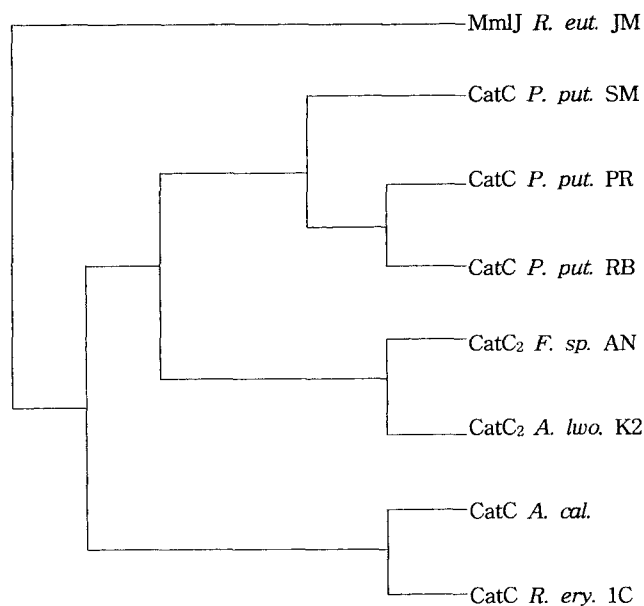 MmlJ R. eut. JM
CatC P. put. SM
CatC P. put. PR
CatC P. put. RB
CatC₂ F. sp. AN
CatC₂ A. lwo. K2
CatC A. cal.
CatC R. ery. 1C